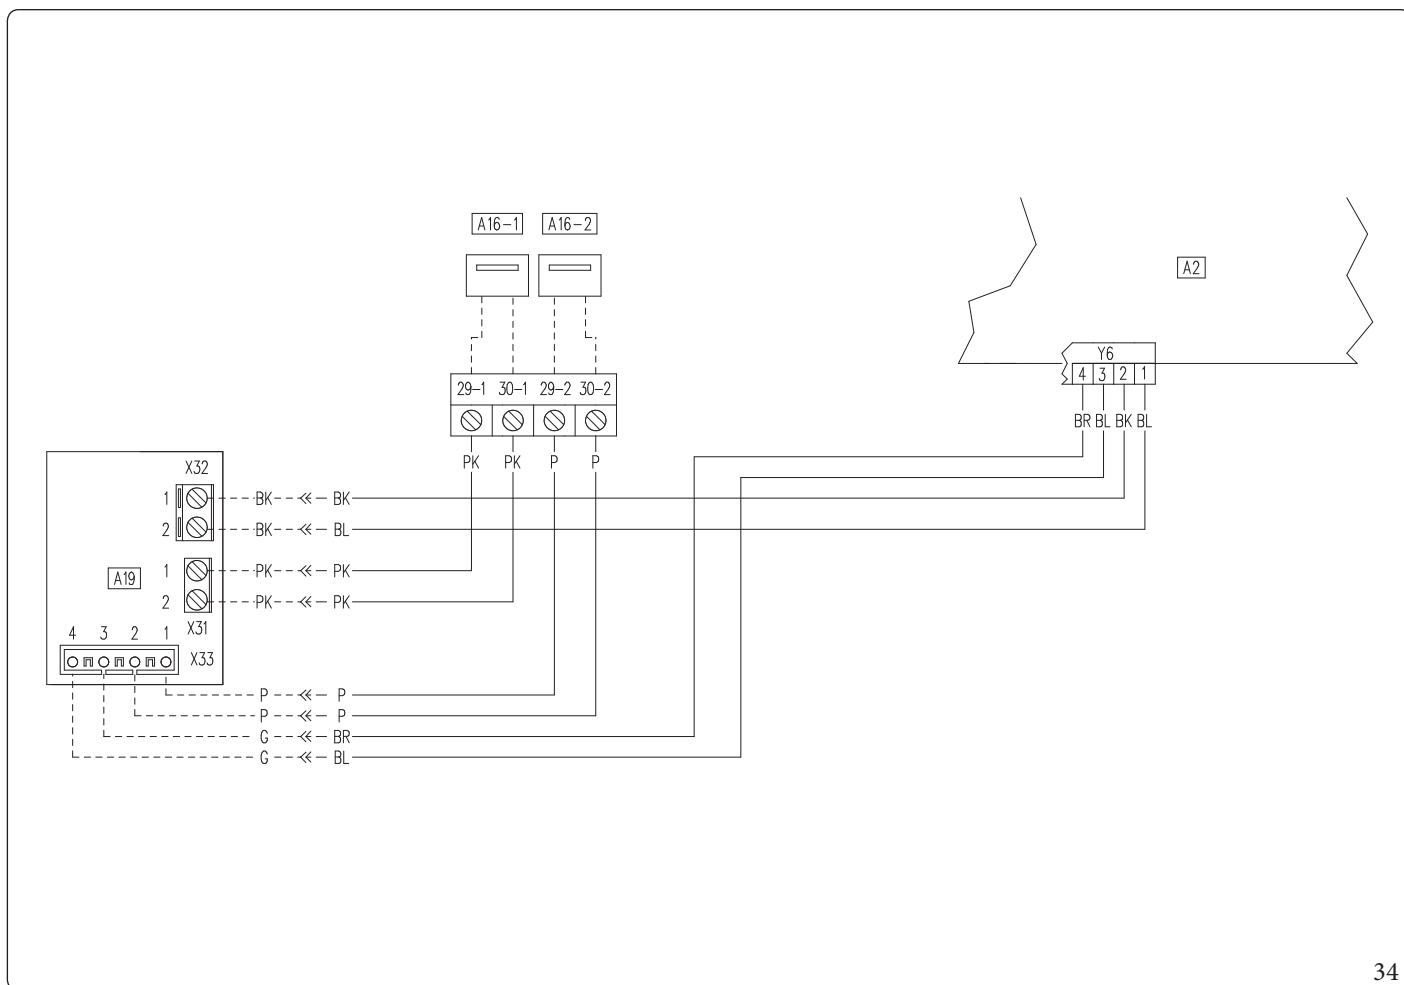 A16-1 A16-2
A2
Y6
4 3 2 1
29-1 30-1 29-2 30-2
BR BL BK BL
PK PK P P
X32
1 BK BK
2 BK BL
A19
1 PK PK
2 PK PK
X31
4 3 2 1
X33
P P
P P
G BR
G BL
34